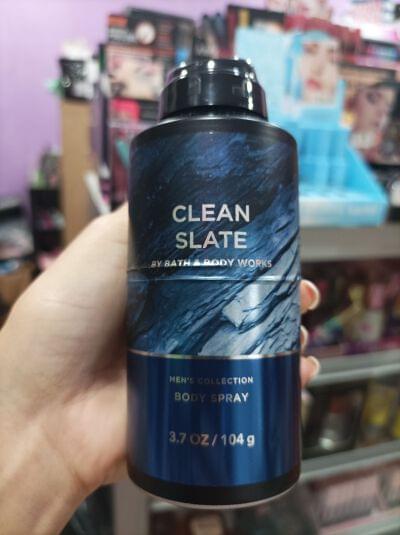 CLEAN
SLATE
BY BATH & BODY WORKS
MEN'S COLLECTION
BODY SPRAY
3.7 OZ / 104 g